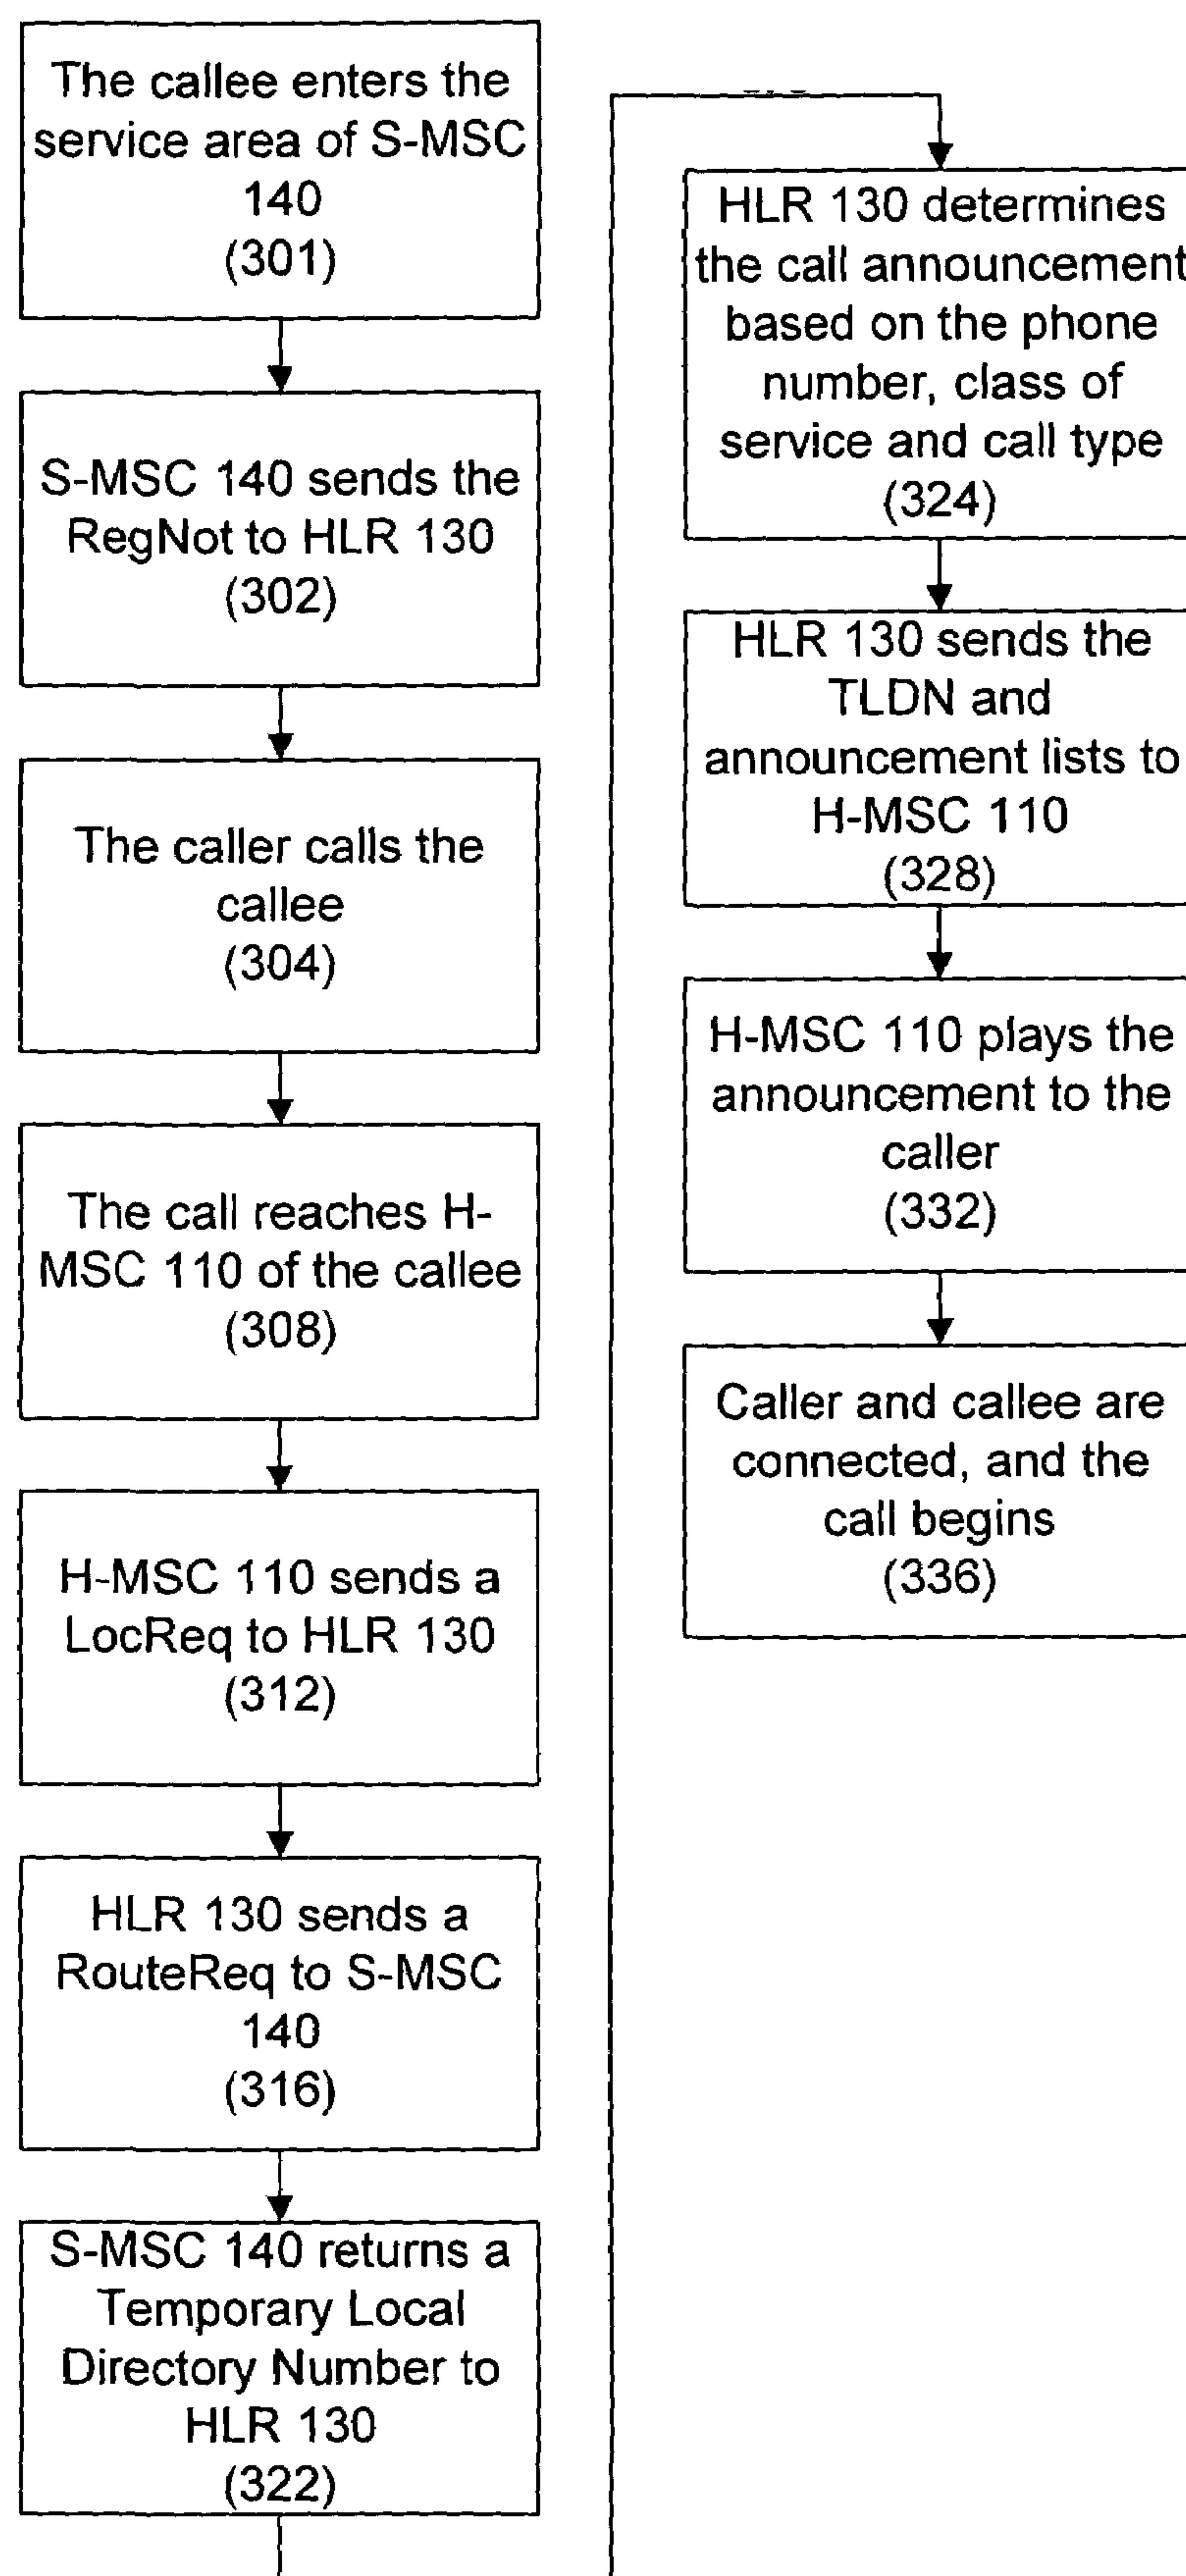 The callee enters the
service area of S-MSC
140
(301)
S-MSC 140 sends the
RegNot to HLR 130
(302)
The caller calls the
callee
(304)
The call reaches H-
MSC 110 of the callee
(308)
H-MSC 110 sends a
LocReq to HLR 130
(312)
HLR 130 sends a
RouteReq to S-MSC
140
(316)
S-MSC 140 returns a
Temporary Local
Directory Number to
HLR 130
(322)
HLR 130 determines
the call announcement
based on the phone
number, class of
service and call type
(324)
HLR 130 sends the
TLDN and
announcement lists to
H-MSC 110
(328)
H-MSC 110 plays the
announcement to the
caller
(332)
Caller and callee are
connected, and the
call begins
(336)